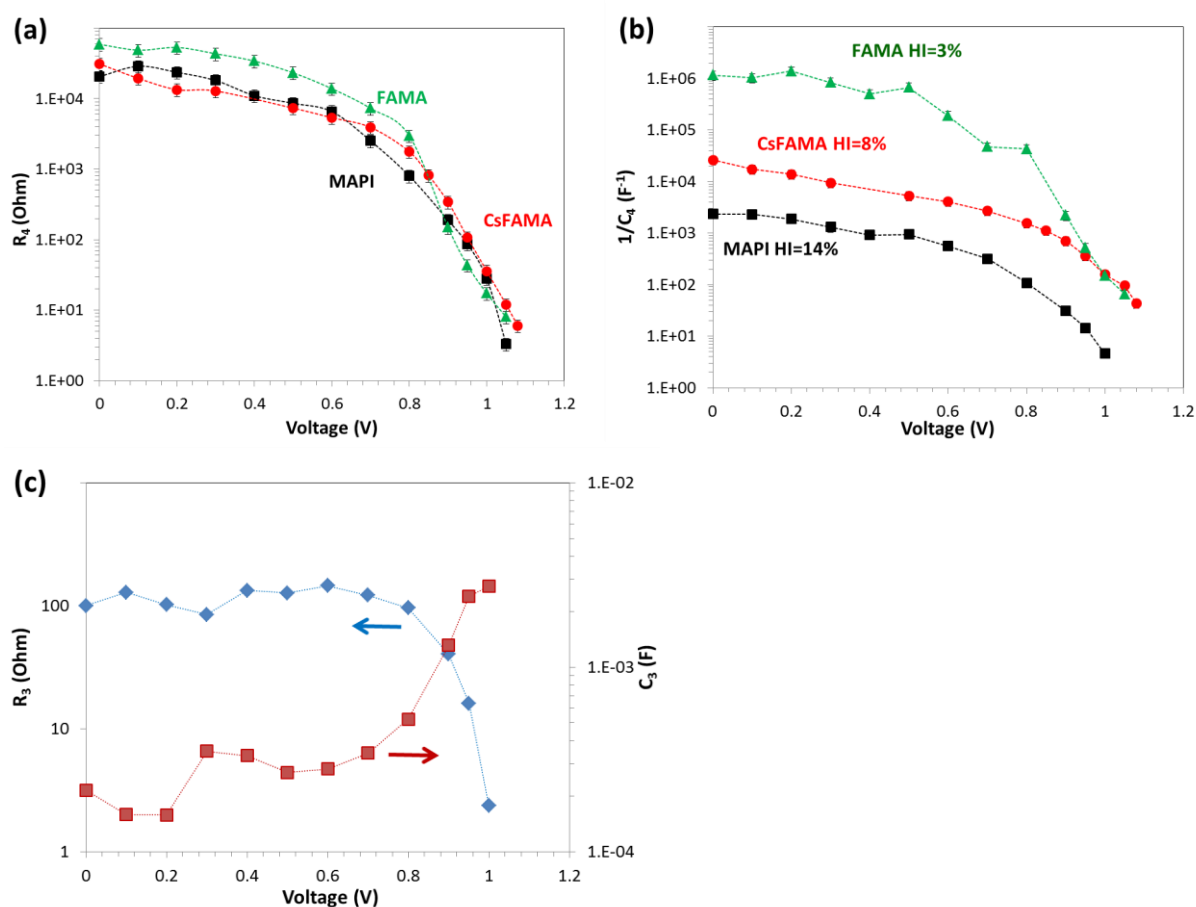 (a)
R4 (Ohm)
1.E+04
1.E+03
1.E+02
1.E+01
1.E+00
FAMA
MAPI
CsFAMA
0 0.2 0.4 0.6 0.8 1 1.2
Voltage (V)
(b)
1/C4 (F-1)
1.E+06
1.E+05
1.E+04
1.E+03
1.E+02
1.E+01
1.E+00
FAMA HI=3%
CsFAMA HI=8%
MAPI HI=14%
0 0.2 0.4 0.6 0.8 1 1.2
Voltage (V)
(c)
R3 (Ohm)
100
10
1
1.E-02
1.E-03
1.E-04
C3 (F)
0 0.2 0.4 0.6 0.8 1 1.2
Voltage (V)